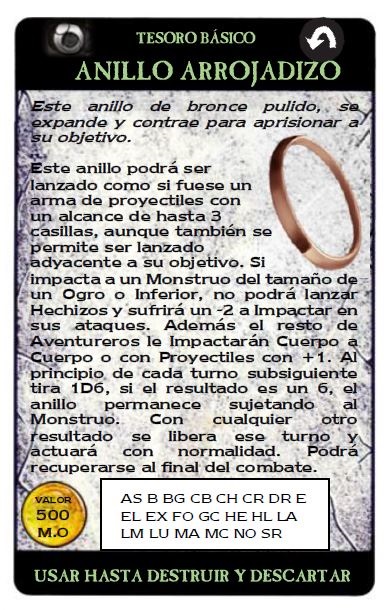 TESORO BÁSICO
ANILLO ARROJADIZO
Este anillo de bronce pulido, se
expande y contrae para aprisionar a
su objetivo.
Este anillo podrá ser
lanzado como si fuese un
arma de proyectiles con
un alcance de hasta 3
casillas, aunque también se
permite ser lanzado
adyacente a su objetivo. Si
impacta a un Monstruo del tamaño de
un Ogro o Inferior, no podrá lanzar
Hechizos y sufrirá un -2 a Impactar en
sus ataques. Además el resto de
Aventureros le Impactarán Cuerpo a
Cuerpo o con Proyectiles con +1. Al
principio de cada turno subsiguiente
tira 1D6, si el resultado es un 6, el
anillo permanece sujetando al
Monstruo. Con cualquier otro
resultado se libera ese turno y
actuará con normalidad. Podrá
recuperarse al final del combate.
VALOR
500
M.O
AS B BG CB CH CR DR E
EL EX FO GC HE HL LA
LM LU MA MC NO SR
USAR HASTA DESTRUIR Y DESCARTAR